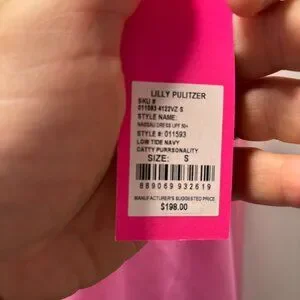 LILLY PULITZER
SKU #
011593 4122VZ S
STYLE NAME:
NASSAU DRESS UPF 50+
STYLE #: 011593
LOW TIDE NAVY
CATTY PURRSONALITY
SIZE: S
889069 932619
MANUFACTURER'S SUGGESTED PRICE
$198.00